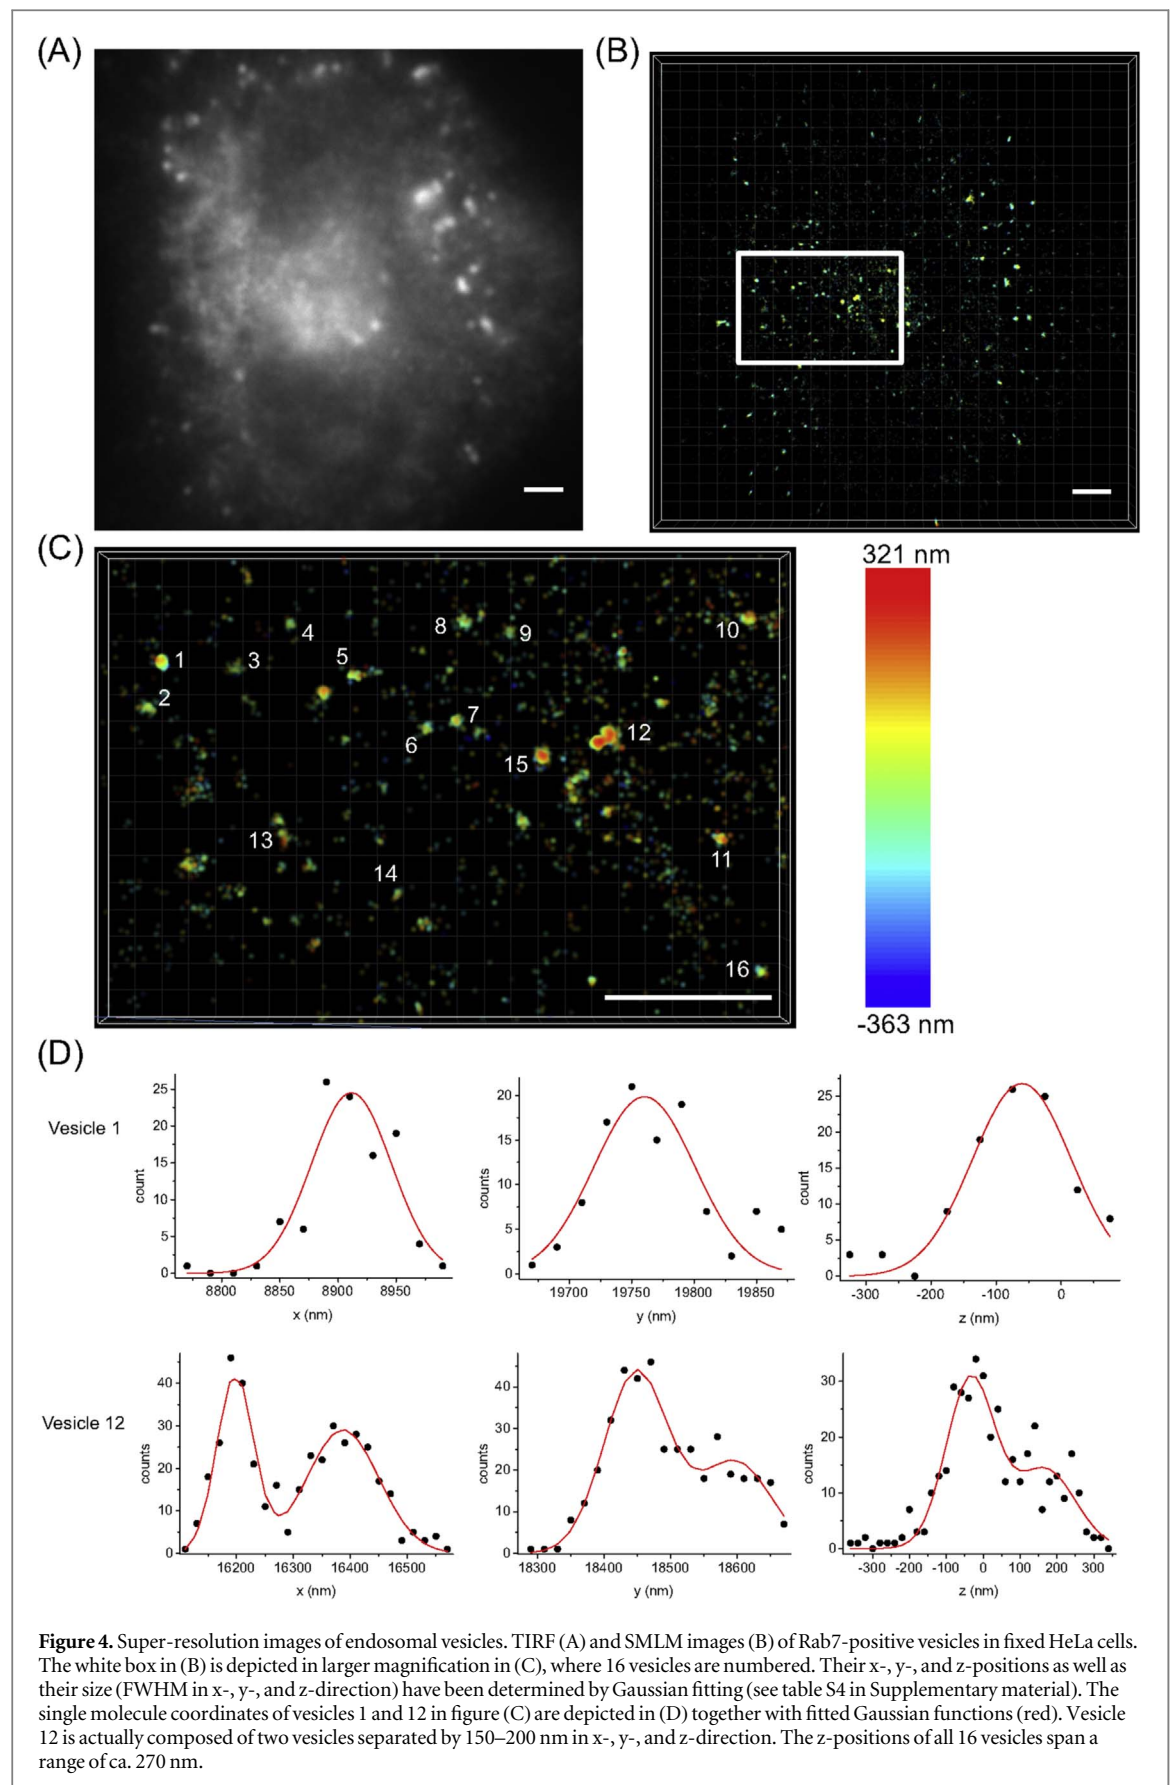 (A)
(B)
(C)
321 nm
-363 nm
1
2
3
4
5
6
7
8
9
10
11
12
13
14
15
16
(D)
Vesicle 1
25
20
15
10
5
0
count
8800 8850 8900 8950
x (nm)
20
15
10
5
0
counts
19700 19750 19800 19850
y (nm)
25
20
15
10
5
0
count
-300 -200 -100 0
z (nm)
Vesicle 12
40
30
20
10
0
counts
16200 16300 16400 16500
x (nm)
40
30
20
10
0
counts
18300 18400 18500 18600
y (nm)
30
20
10
0
counts
-300 -200 -100 0 100 200 300
z (nm)
Figure 4. Super-resolution images of endosomal vesicles. TIRF (A) and SMLM images (B) of Rab7-positive vesicles in fixed HeLa cells.
The white box in (B) is depicted in larger magnification in (C), where 16 vesicles are numbered. Their x-, y-, and z-positions as well as
their size (FWHM in x-, y-, and z-direction) have been determined by Gaussian fitting (see table S4 in Supplementary material). The
single molecule coordinates of vesicles 1 and 12 in figure (C) are depicted in (D) together with fitted Gaussian functions (red). Vesicle
12 is actually composed of two vesicles separated by 150–200 nm in x-, y-, and z-direction. The z-positions of all 16 vesicles span a
range of ca. 270 nm.